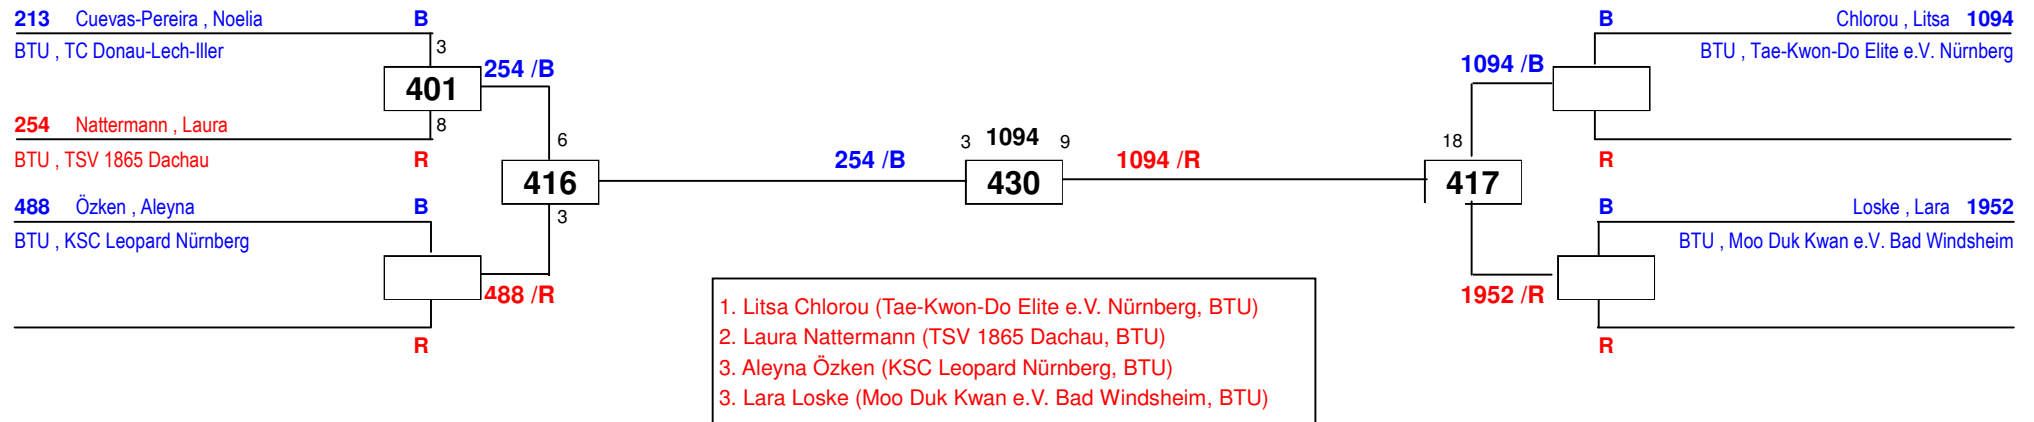 213 Cuevas-Pereira , Noelia B
BTU , TC Donau-Lech-Iller
3
401
254 /B
8
254 Nattermann , Laura
BTU , TSV 1865 Dachau R
6
416
3
488 Özken , Aleyna B
BTU , KSC Leopard Nürnberg
488 /R
R
254 /B
3 1094 9
430
1094 /R
B Chlorou , Litsa 1094
BTU , Tae-Kwon-Do Elite e.V. Nürnberg
1094 /B
R
18
417
B Loske , Lara 1952
BTU , Moo Duk Kwan e.V. Bad Windsheim
1952 /R
R
1. Litsa Chlorou (Tae-Kwon-Do Elite e.V. Nürnberg, BTU)
2. Laura Nattermann (TSV 1865 Dachau, BTU)
3. Aleyna Özken (KSC Leopard Nürnberg, BTU)
3. Lara Loske (Moo Duk Kwan e.V. Bad Windsheim, BTU)